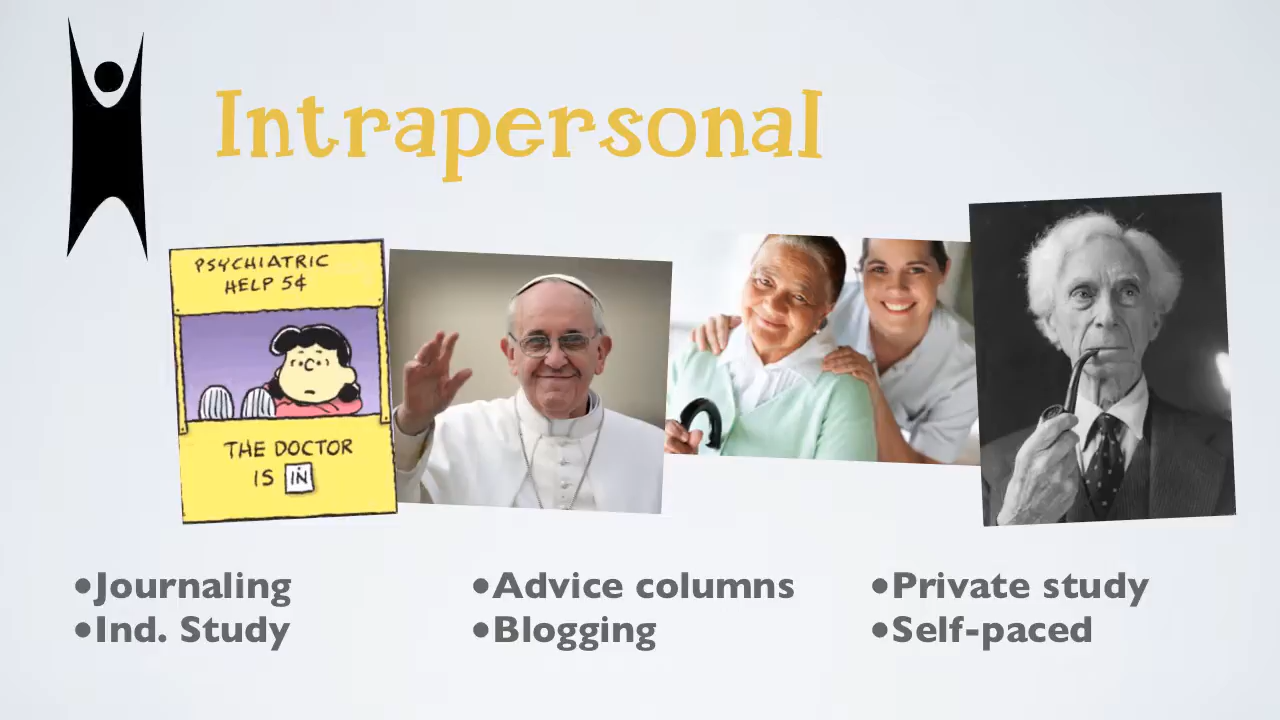 Intrapersonal
PSYCHIATRIC
HELP 5¢
THE DOCTOR
IS IN
•Journaling
•Ind. Study
•Advice columns
•Blogging
•Private study
•Self-paced